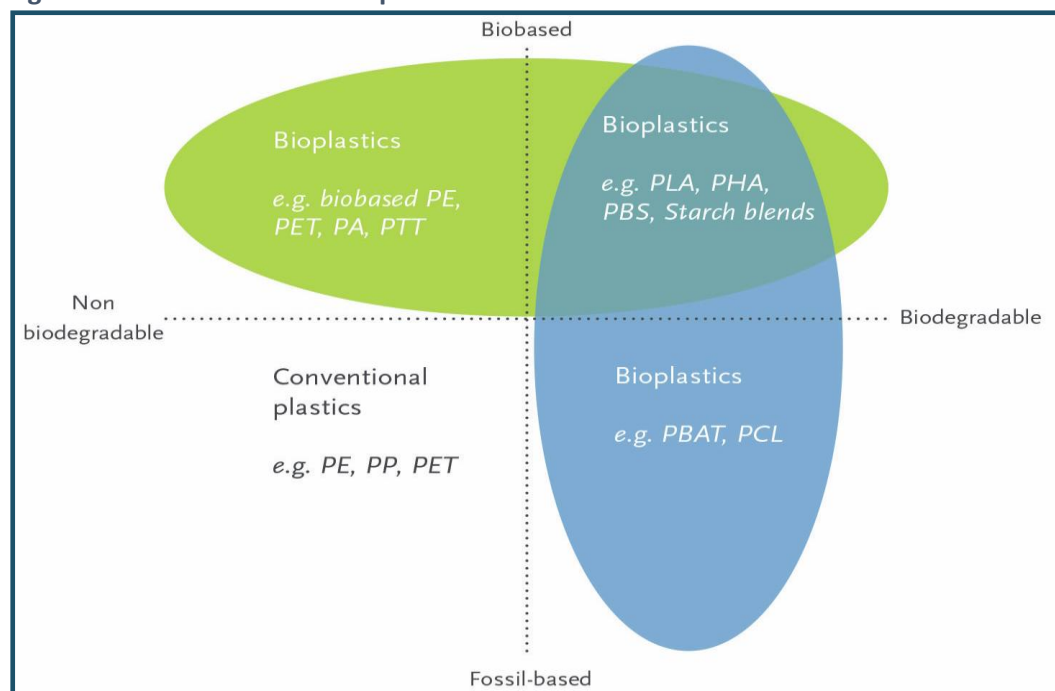 Biobased
Bioplastics
e.g. biobased PE,
PET, PA, PTT
Bioplastics
e.g. PLA, PHA,
PBS, Starch blends
Non
biodegradable
Biodegradable
Conventional
plastics
e.g. PE, PP, PET
Bioplastics
e.g. PBAT, PCL
Fossil-based